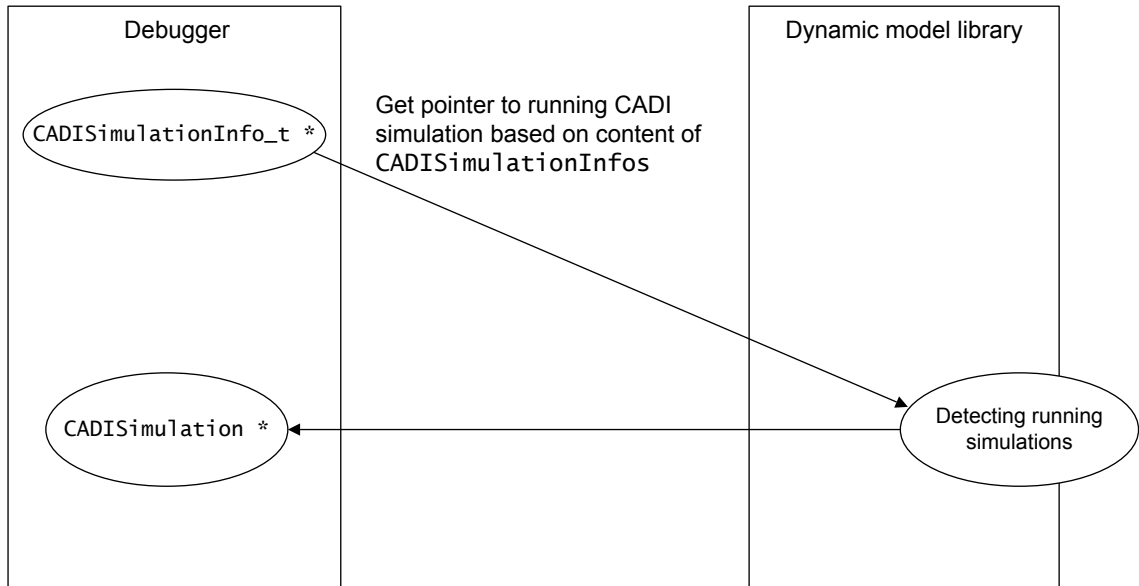 Debugger
Dynamic model library
CADISimulationInfo_t *
Get pointer to running CADI
simulation based on content of
CADISimulationInfos
CADISimulation *
Detecting running
simulations